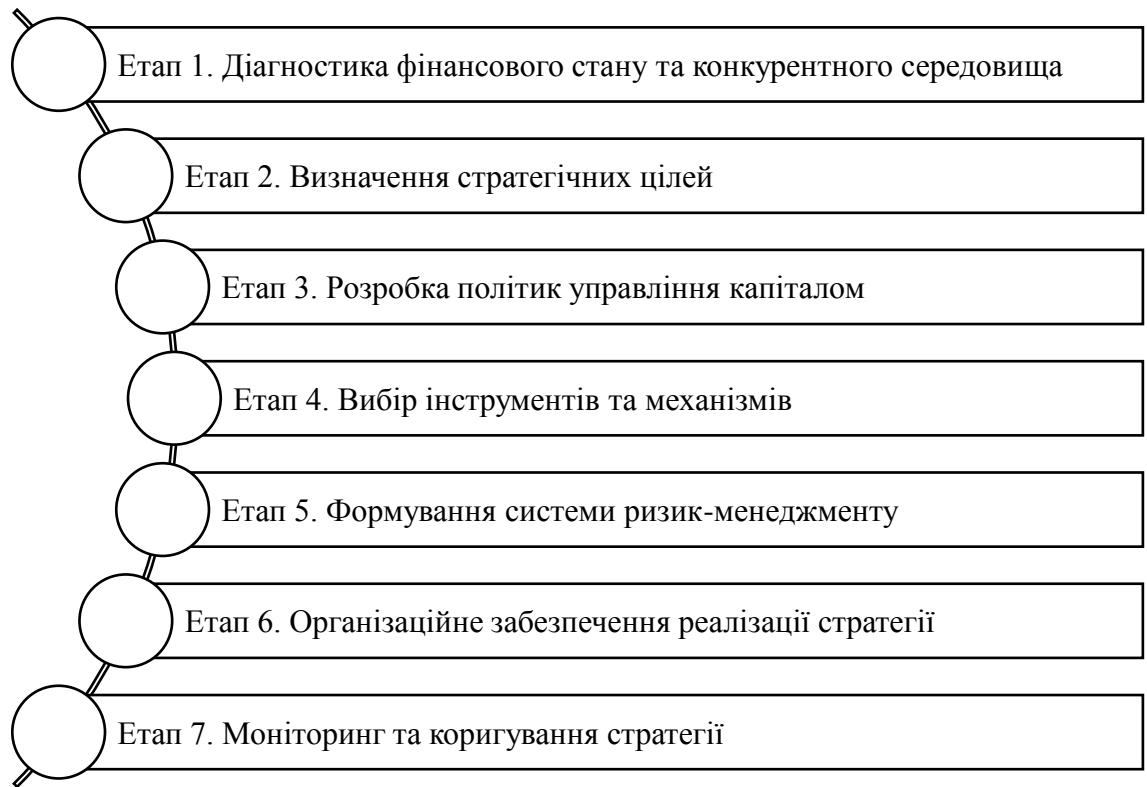 Етап 1. Діагностика фінансового стану та конкурентного середовища
Етап 2. Визначення стратегічних цілей
Етап 3. Розробка політик управління капіталом
Етап 4. Вибір інструментів та механізмів
Етап 5. Формування системи ризик-менеджменту
Етап 6. Організаційне забезпечення реалізації стратегії
Етап 7. Моніторинг та коригування стратегії